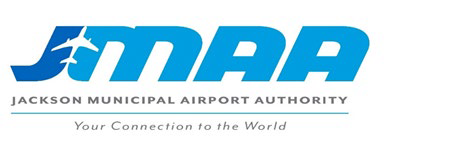 JMAA
JACKSON MUNICIPAL AIRPORT AUTHORITY
Your Connection to the World